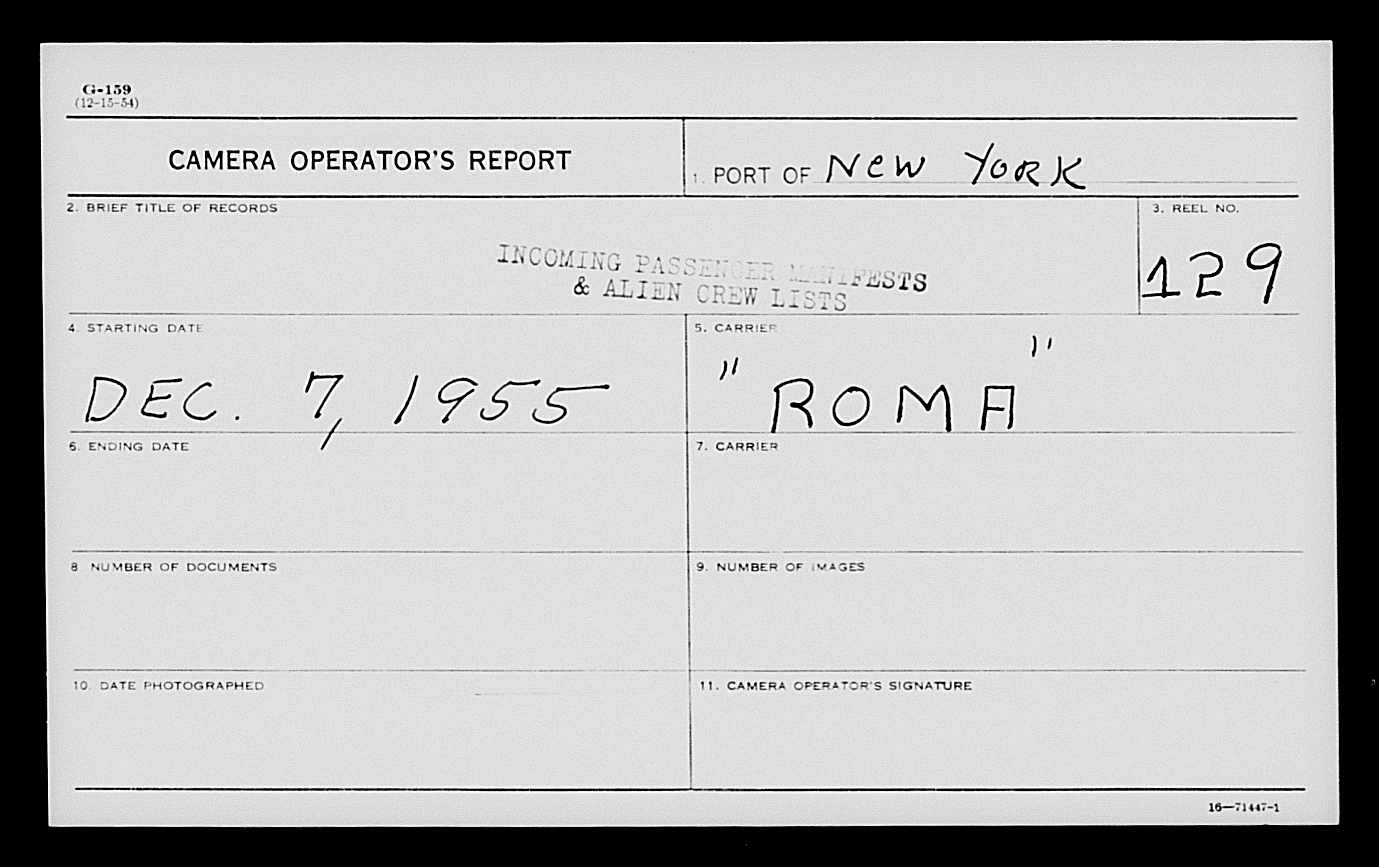 G-159
(12-15-54)
CAMERA OPERATOR'S REPORT
1. PORT OF New York
2. BRIEF TITLE OF RECORDS
INCOMING PASSENGER MANIFESTS
& ALIEN CREW LISTS
3. REEL NO.
129
4. STARTING DATE
DEC. 7, 1955
5. CARRIER
"ROMA"
6. ENDING DATE
7. CARRIER
8 NUMBER OF DOCUMENTS
9. NUMBER OF IMAGES
10. DATE PHOTOGRAPHED
11. CAMERA OPERATOR'S SIGNATURE
16—71447-1